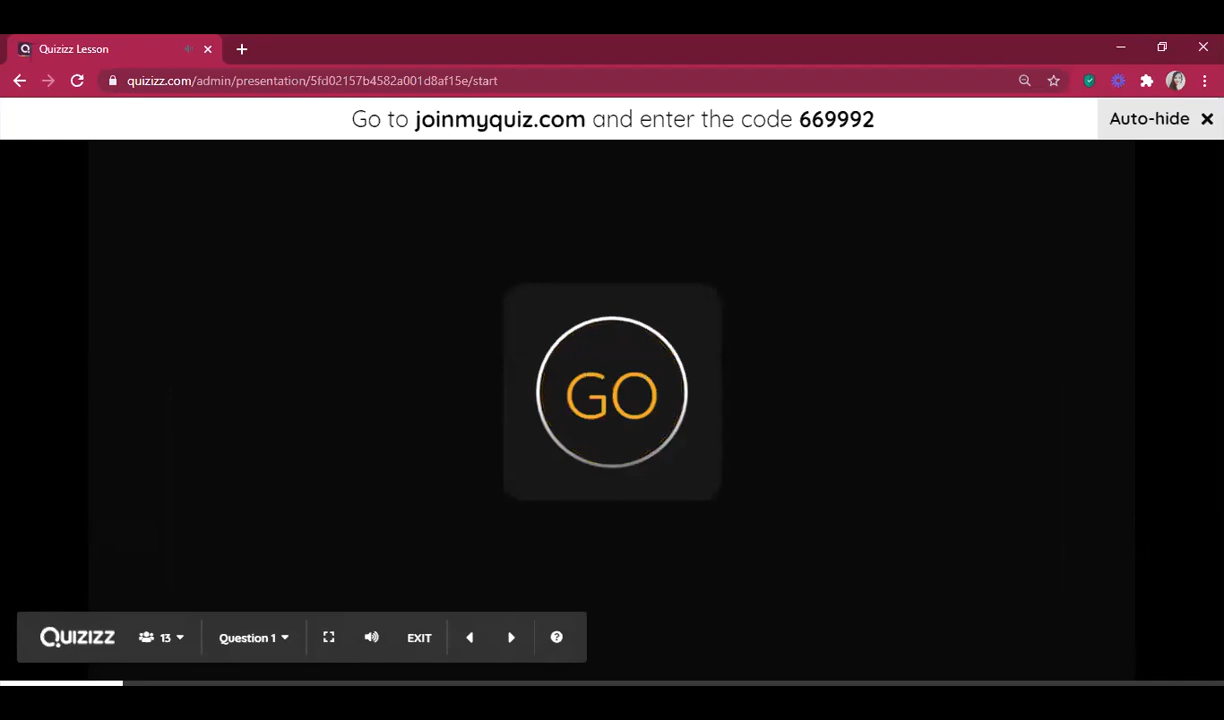 Quizizz Lesson
quizizz.com/admin/presentation/5fd02157b4582a001d8af15e/start
Go to joinmyquiz.com and enter the code 669992
Auto-hide
GO
Quizizz 13 Question 1 EXIT